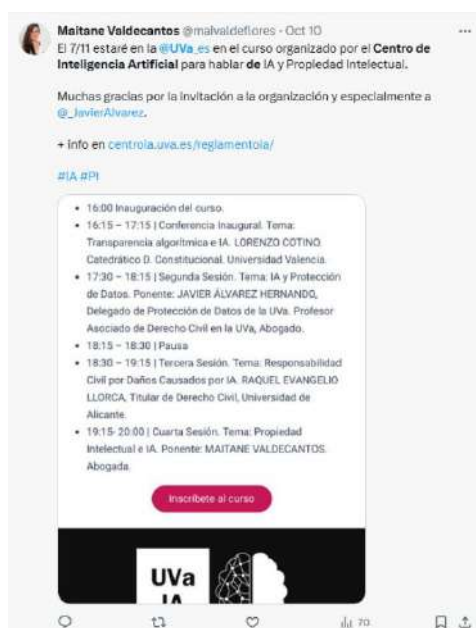 Maitane Valdecantos @maivaldeflores · Oct 10
El 7/11 estaré en la @UVa_es en el curso organizado por el Centro de
Inteligencia Artificial para hablar de IA y Propiedad Intelectual.
Muchas gracias por la invitación a la organización y especialmente a
@_JavierAlvarez.
+ info en centroia.uva.es/reglamentoia/
#IA #PI
• 16:00 Inauguración del curso.
• 16:15 – 17:15 | Conferencia Inaugural. Tema:
Transparencia algorítmica e IA. LORENZO COTINO.
Catedrático D. Constitucional. Universidad Valencia.
• 17:30 – 18:15 | Segunda Sesión. Tema: IA y Protección
de Datos. Ponente: JAVIER ÁLVAREZ HERNANDO,
Delegado de Protección de Datos de la UVa. Profesor
Asociado de Derecho Civil en la UVa, Abogado.
• 18:15 – 18:30 | Pausa
• 18:30 – 19:15 | Tercera Sesión. Tema: Responsabilidad
Civil por Daños Causados por IA. RAQUEL EVANGELIO
LLORCA, Titular de Derecho Civil, Universidad de
Alicante.
• 19:15- 20:00 | Cuarta Sesión. Tema: Propiedad
Intelectual e IA. Ponente: MAITANE VALDECANTOS.
Abogada.
Inscríbete al curso
UVa
IA
70